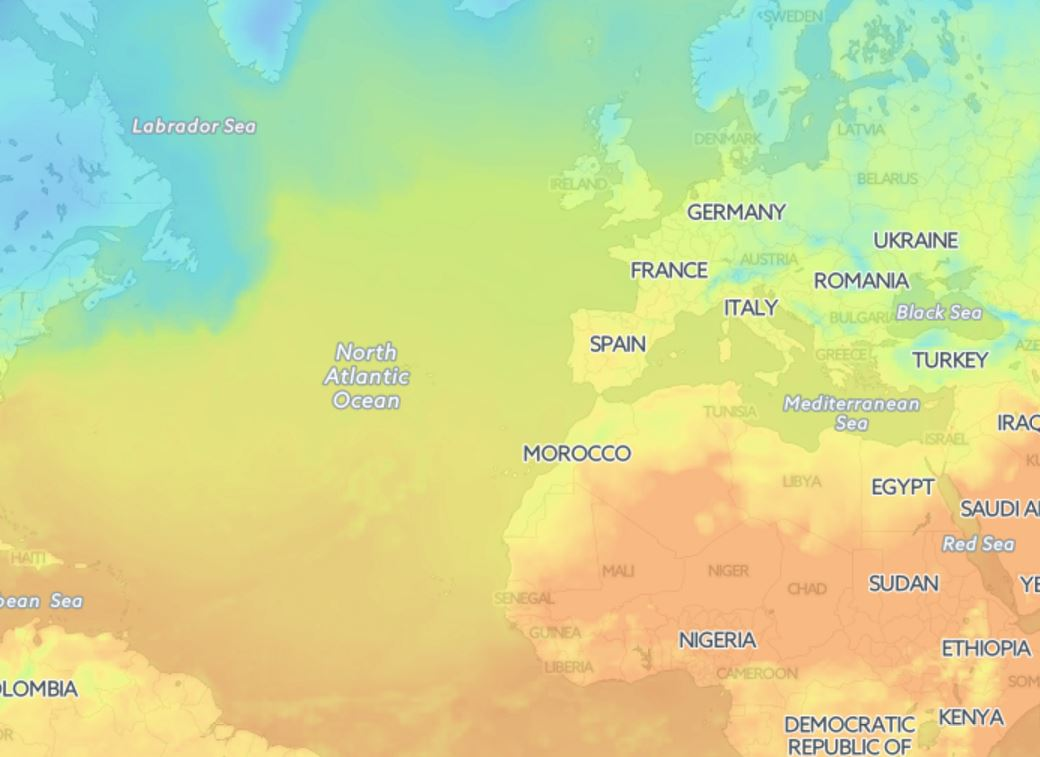 SWEDEN
Labrador Sea
DENMARK
LATVIA
IRELAND
BELARUS
GERMANY
UKRAINE
AUSTRIA
FRANCE
ROMANIA
ITALY
BULGARIA
Black Sea
SPAIN
North
Atlantic
Ocean
GREECE
TURKEY
AZE
TUNISIA
Mediterranean
Sea
IRAQ
ISRAEL
MOROCCO
KU
LIBYA
EGYPT
SAUDI A
Red Sea
HAITI
MALI
NIGER
CHAD
SUDAN
YE
bean Sea
SENEGAL
GUINEA
NIGERIA
ETHIOPIA
LIBERIA
CAMEROON
SOM
OLOMBIA
KENYA
DEMOCRATIC
REPUBLIC OF
OR